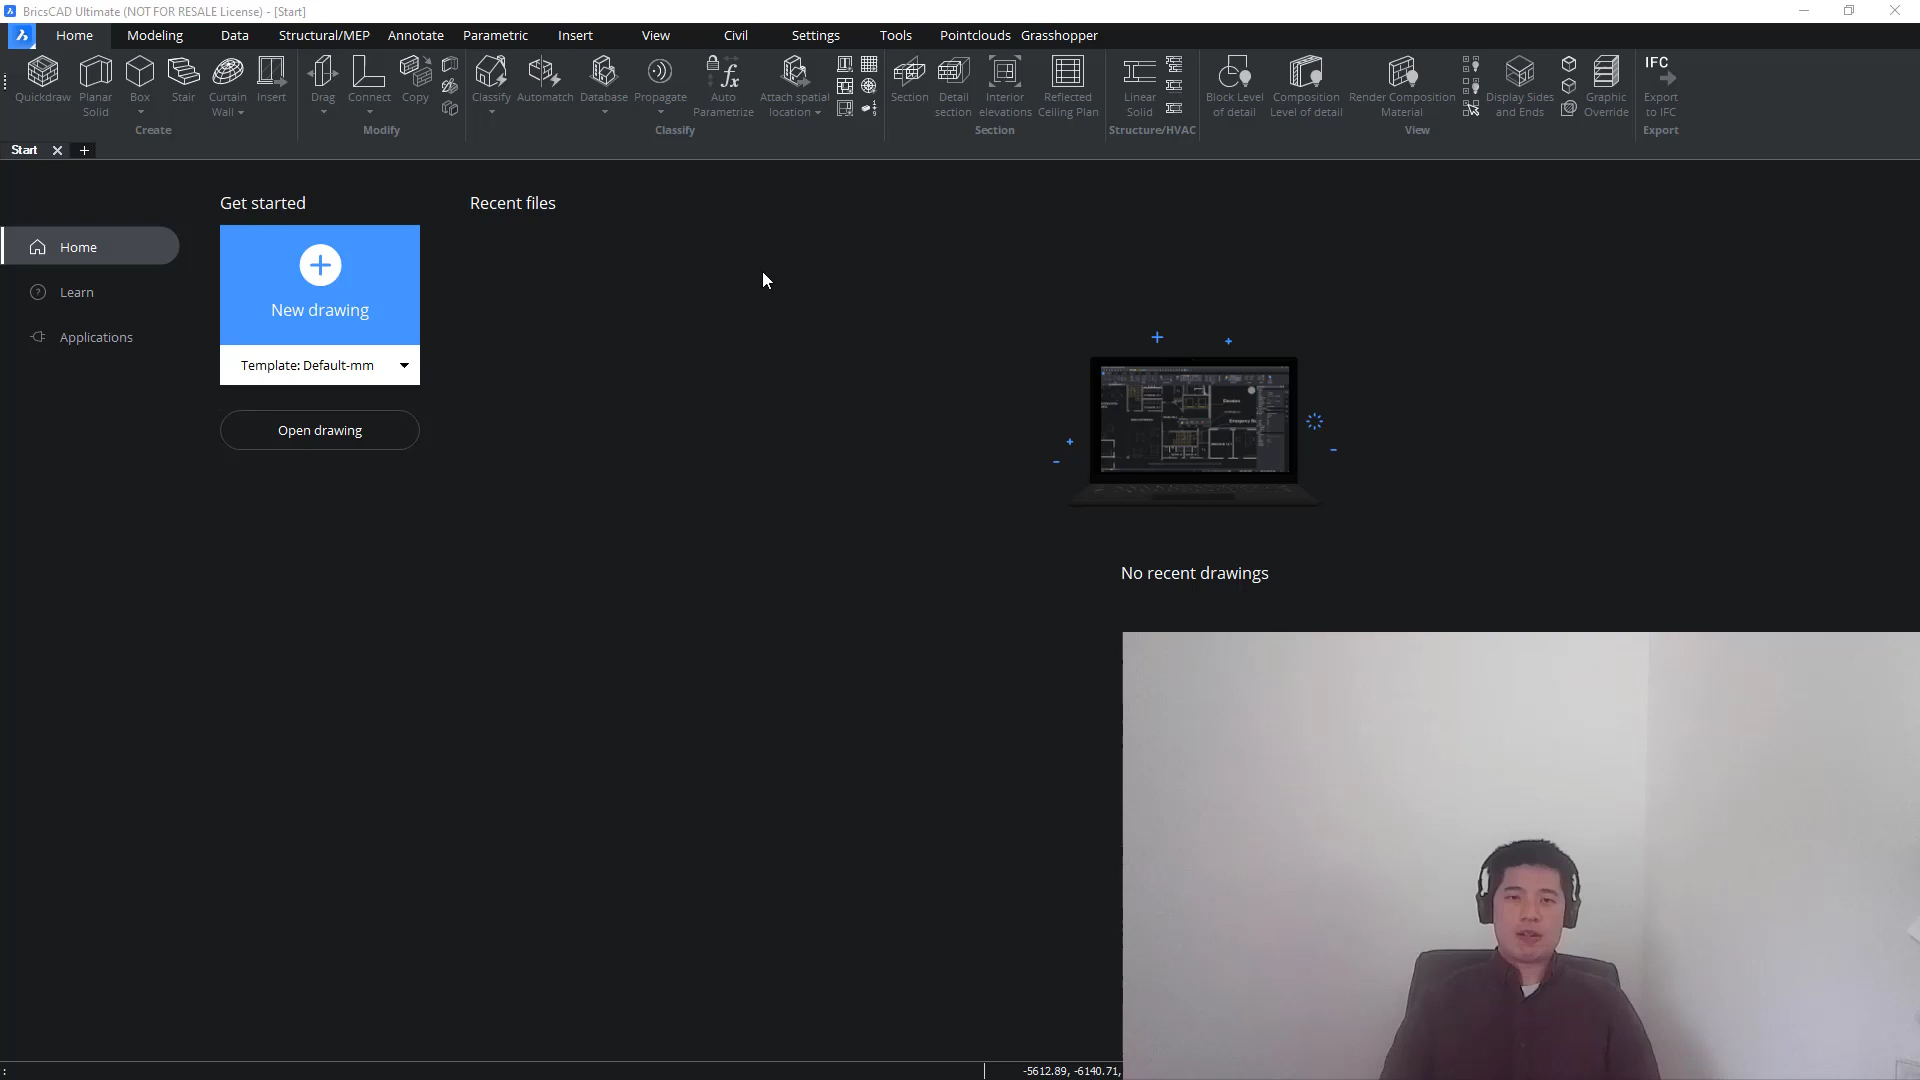 BricsCAD Ultimate (NOT FOR RESALE License) - [Start]
Home Modeling Data Structural/MEP Annotate Parametric Insert View Civil Settings Tools Pointclouds Grasshopper
Quickdraw
Planar
Solid
Box
Stair
Curtain
Wall
Insert
Create
Drag
Connect
Copy
Modify
Classify
Automatch
Database
Propagate
fx
Auto
Parametrize
Attach spatial
location
Classify
Section
Detail
section
Interior
elevations
Reflected
Ceiling Plan
Section
Linear
Solid
Structure/HVAC
Block Level
of detail
Composition
Level of detail
Render Composition
Material
View
Display Sides
and Ends
Graphic
Override
IFC
Export
to IFC
Export
Start
Home
Learn
Applications
Get started
New drawing
Template: Default-mm
Open drawing
Recent files
No recent drawings
:
-5612.89, -6140.71,